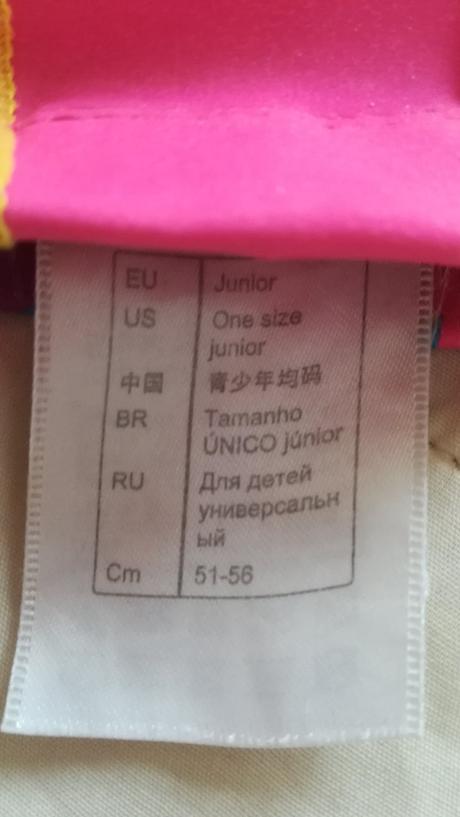 EU Junior
US One size
junior
中国 青少年均码
BR Tamanho
ÚNICO júnior
RU Для детей
универсальн
ый
Cm 51-56